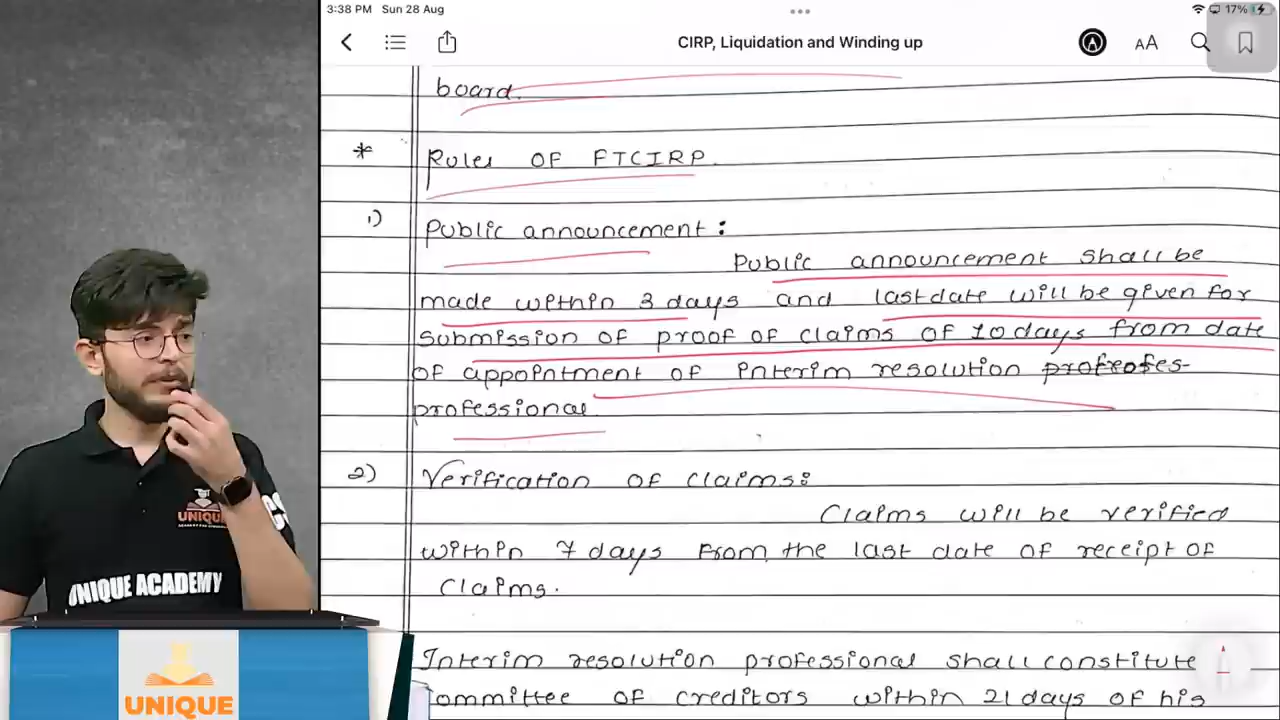 3:38 PM Sun 28 Aug
17%
CIRP, Liquidation and Winding up
AA
board.
* Rules OF FTCIRP.
1) Public announcement:
Public announcement shall be
made within 3 days and last date will be given for
submission of proof of claims of 10 days from date
of appointment of interim resolution
professional.
2) Verification of claims:
Claims will be verified
within 7 days from the last date of receipt of
claims.
Interim resolution professional shall constitute
committee of creditors within 21 days of his
UNIQUE
UNIQUE ACADEMY
UNIQUE